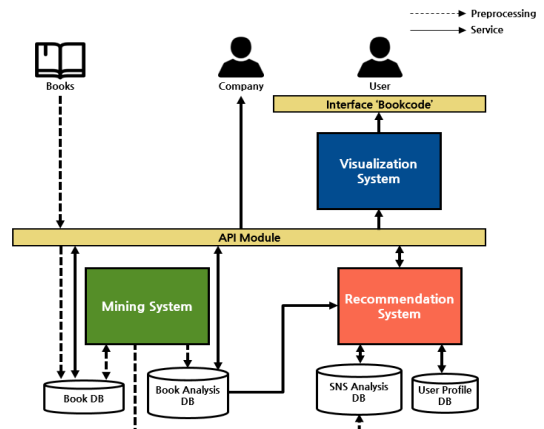 Preprocessing
Service
Books
Company
User
Interface 'Bookcode'
Visualization
System
API Module
Mining System
Recommendation
System
Book DB
Book Analysis
DB
SNS Analysis
DB
User Profile
DB